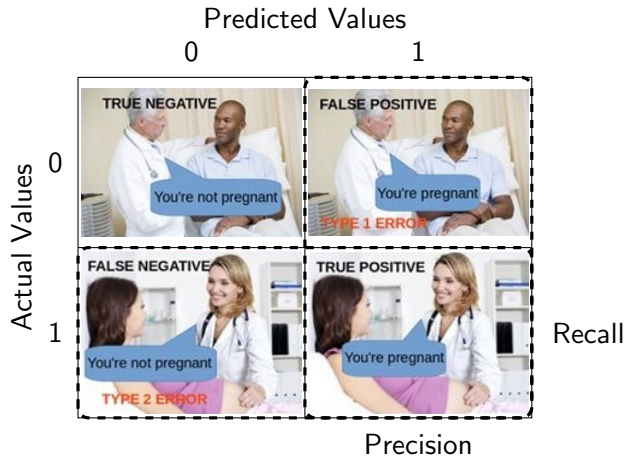 Predicted Values
0 1
TRUE NEGATIVE FALSE POSITIVE
0
You're not pregnant You're pregnant
TYPE 1 ERROR
Actual Values
FALSE NEGATIVE TRUE POSITIVE
1 Recall
You're not pregnant You're pregnant
TYPE 2 ERROR
Precision